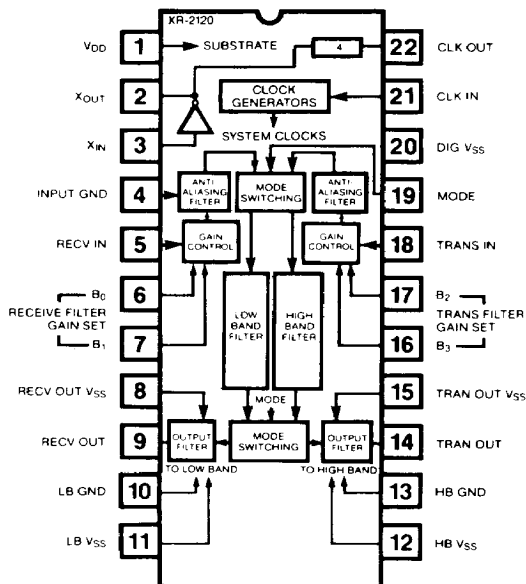 XR-2120
VDD 1 SUBSTRATE 4 22 CLK OUT
XOUT 2 CLOCK GENERATORS 21 CLK IN
XIN 3 SYSTEM CLOCKS 20 DIG VSS
INPUT GND 4 ANTI ALIASING FILTER MODE SWITCHING ANTI ALIASING FILTER 19 MODE
RECV IN 5 GAIN CONTROL GAIN CONTROL 18 TRANS IN
B0 6 17 B2
RECEIVE FILTER GAIN SET LOW BAND FILTER HIGH BAND FILTER TRANS FILTER GAIN SET
B1 7 16 B3
RECV OUT VSS 8 MODE 15 TRAN OUT VSS
RECV OUT 9 OUTPUT FILTER MODE SWITCHING OUTPUT FILTER 14 TRAN OUT
TO LOW BAND TO HIGH BAND
LB GND 10 13 HB GND
LB VSS 11 12 HB VSS